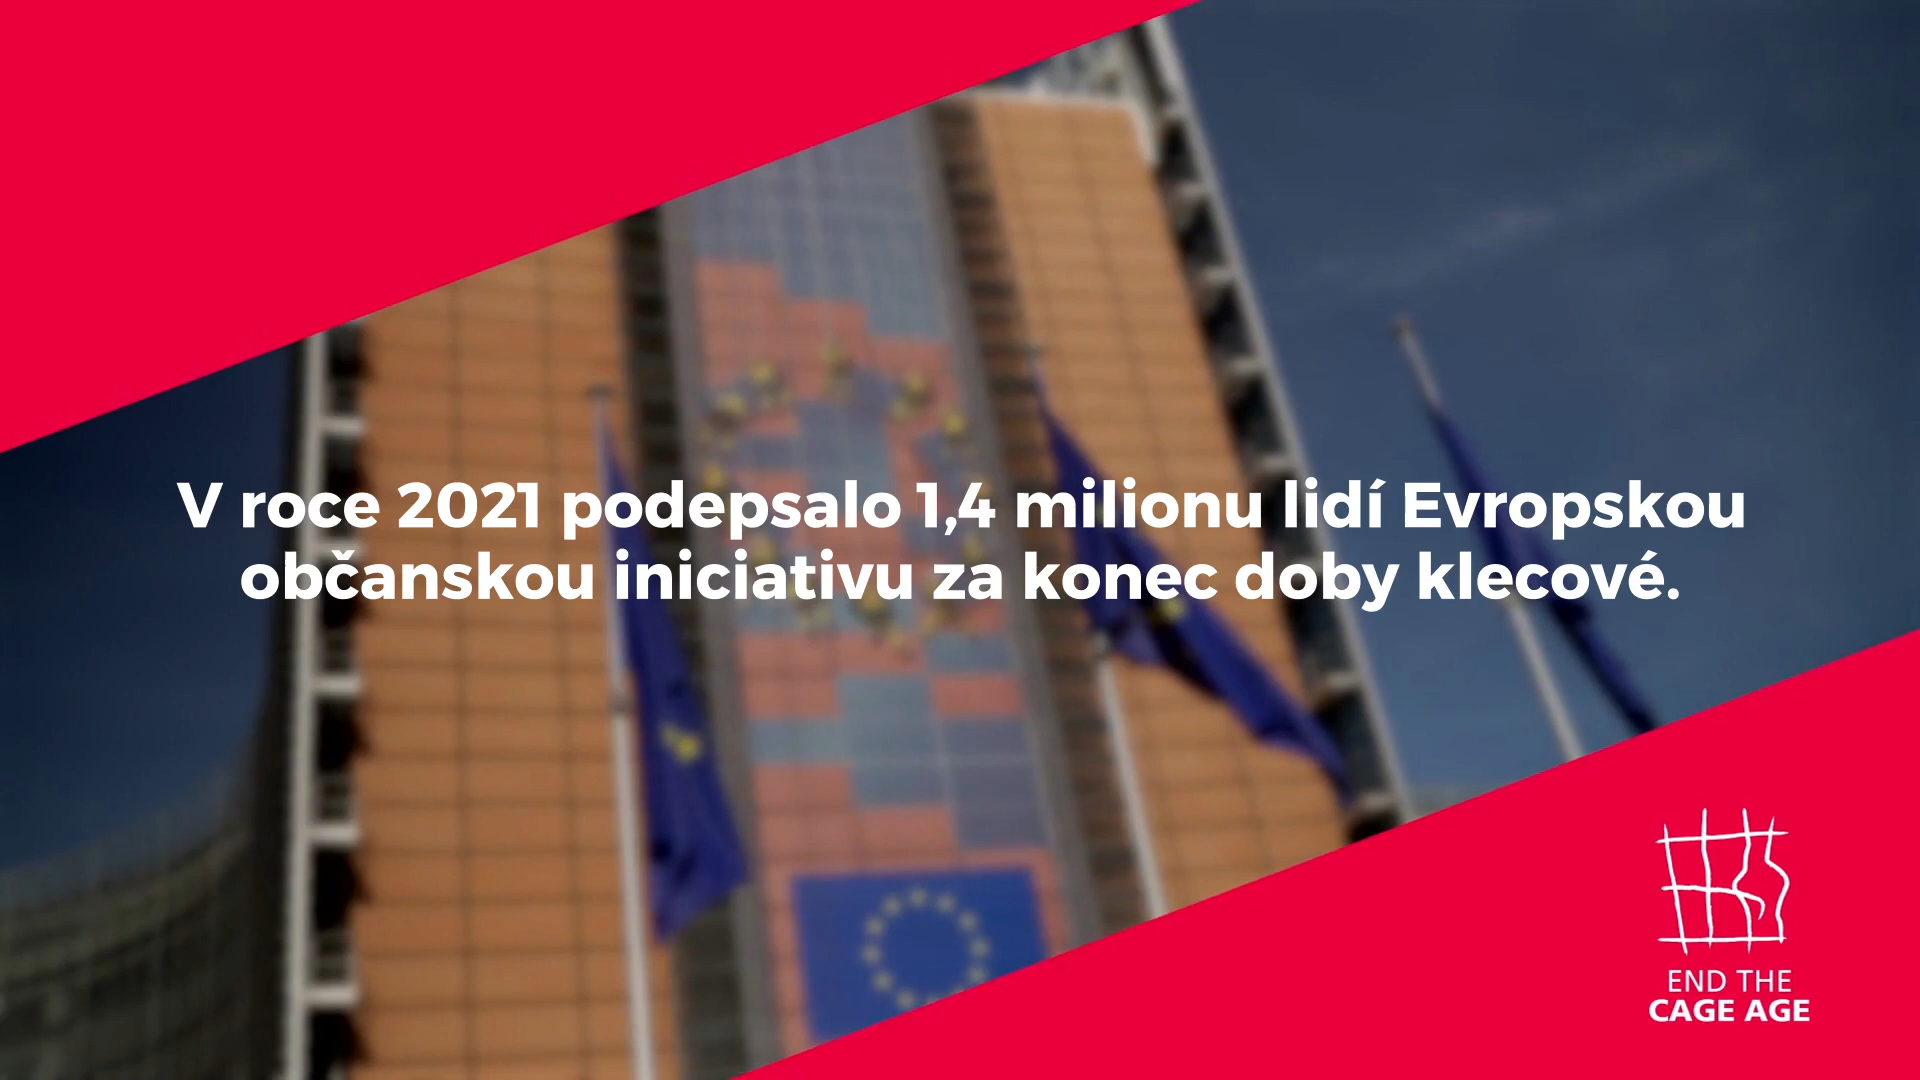 V roce 2021 podepsalo 1,4 milionu lidí Evropskou
občanskou iniciativu za konec doby klecové.
END THE
CAGE AGE